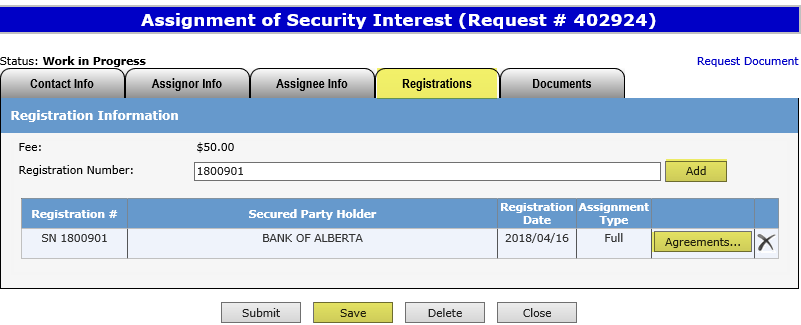 Assignment of Security Interest (Request # 402924)
Status: Work in Progress
Request Document
Contact Info
Assignor Info
Assignee Info
Registrations
Documents
Registration Information
Fee: $50.00
Registration Number: 1800901 Add
Registration # Secured Party Holder Registration Date Assignment Type
SN 1800901 BANK OF ALBERTA 2018/04/16 Full Agreements...
Submit Save Delete Close